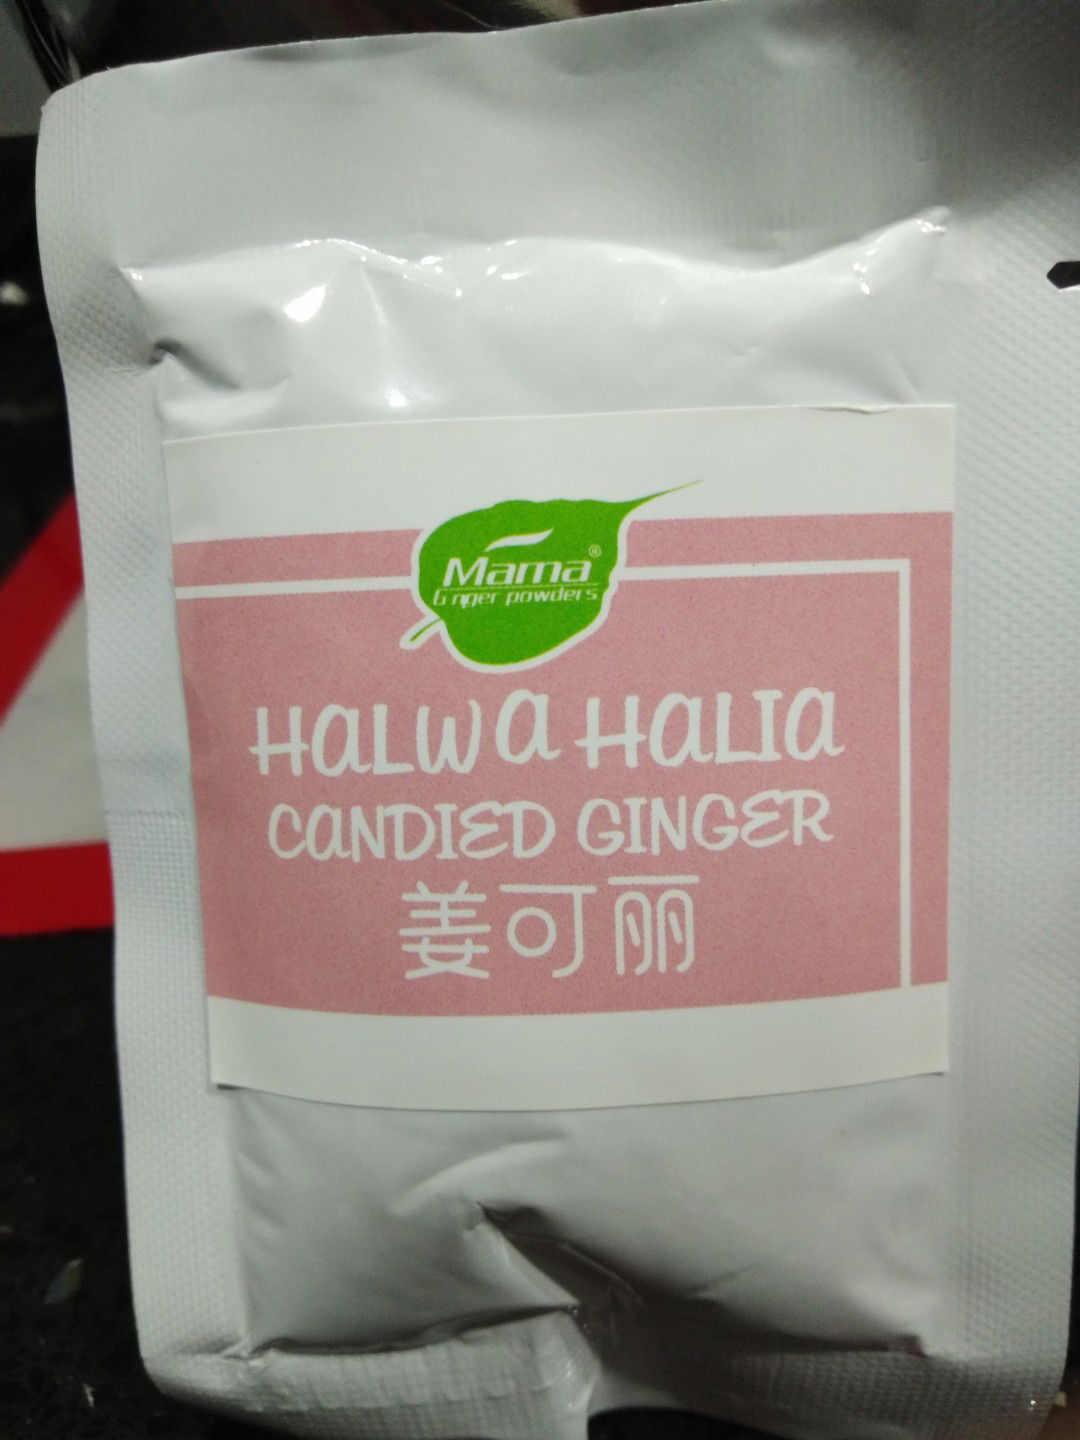 Mama®
Ginger powders
HALWA HALIA
CANDIED GINGER
姜可丽